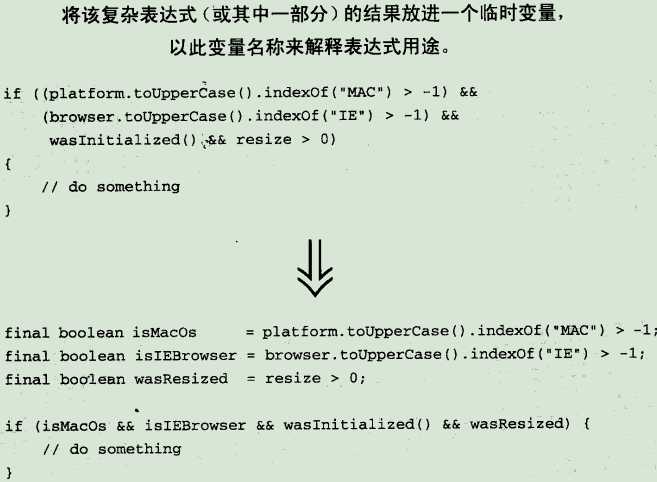 将该复杂表达式（或其中一部分）的结果放进一个临时变量，
以此变量名称来解释表达式用途。
if ((platform.toUpperCase().indexOf("MAC") > -1) &&
    (browser.toUpperCase().indexOf("IE") > -1) &&
     wasInitialized() && resize > 0)
{
    // do something
}
final boolean isMacOs     = platform.toUpperCase().indexOf("MAC") > -1;
final boolean isIEBrowser = browser.toUpperCase().indexOf("IE") > -1;
final boolean wasResized  = resize > 0;
if (isMacOs && isIEBrowser && wasInitialized() && wasResized) {
    // do something
}